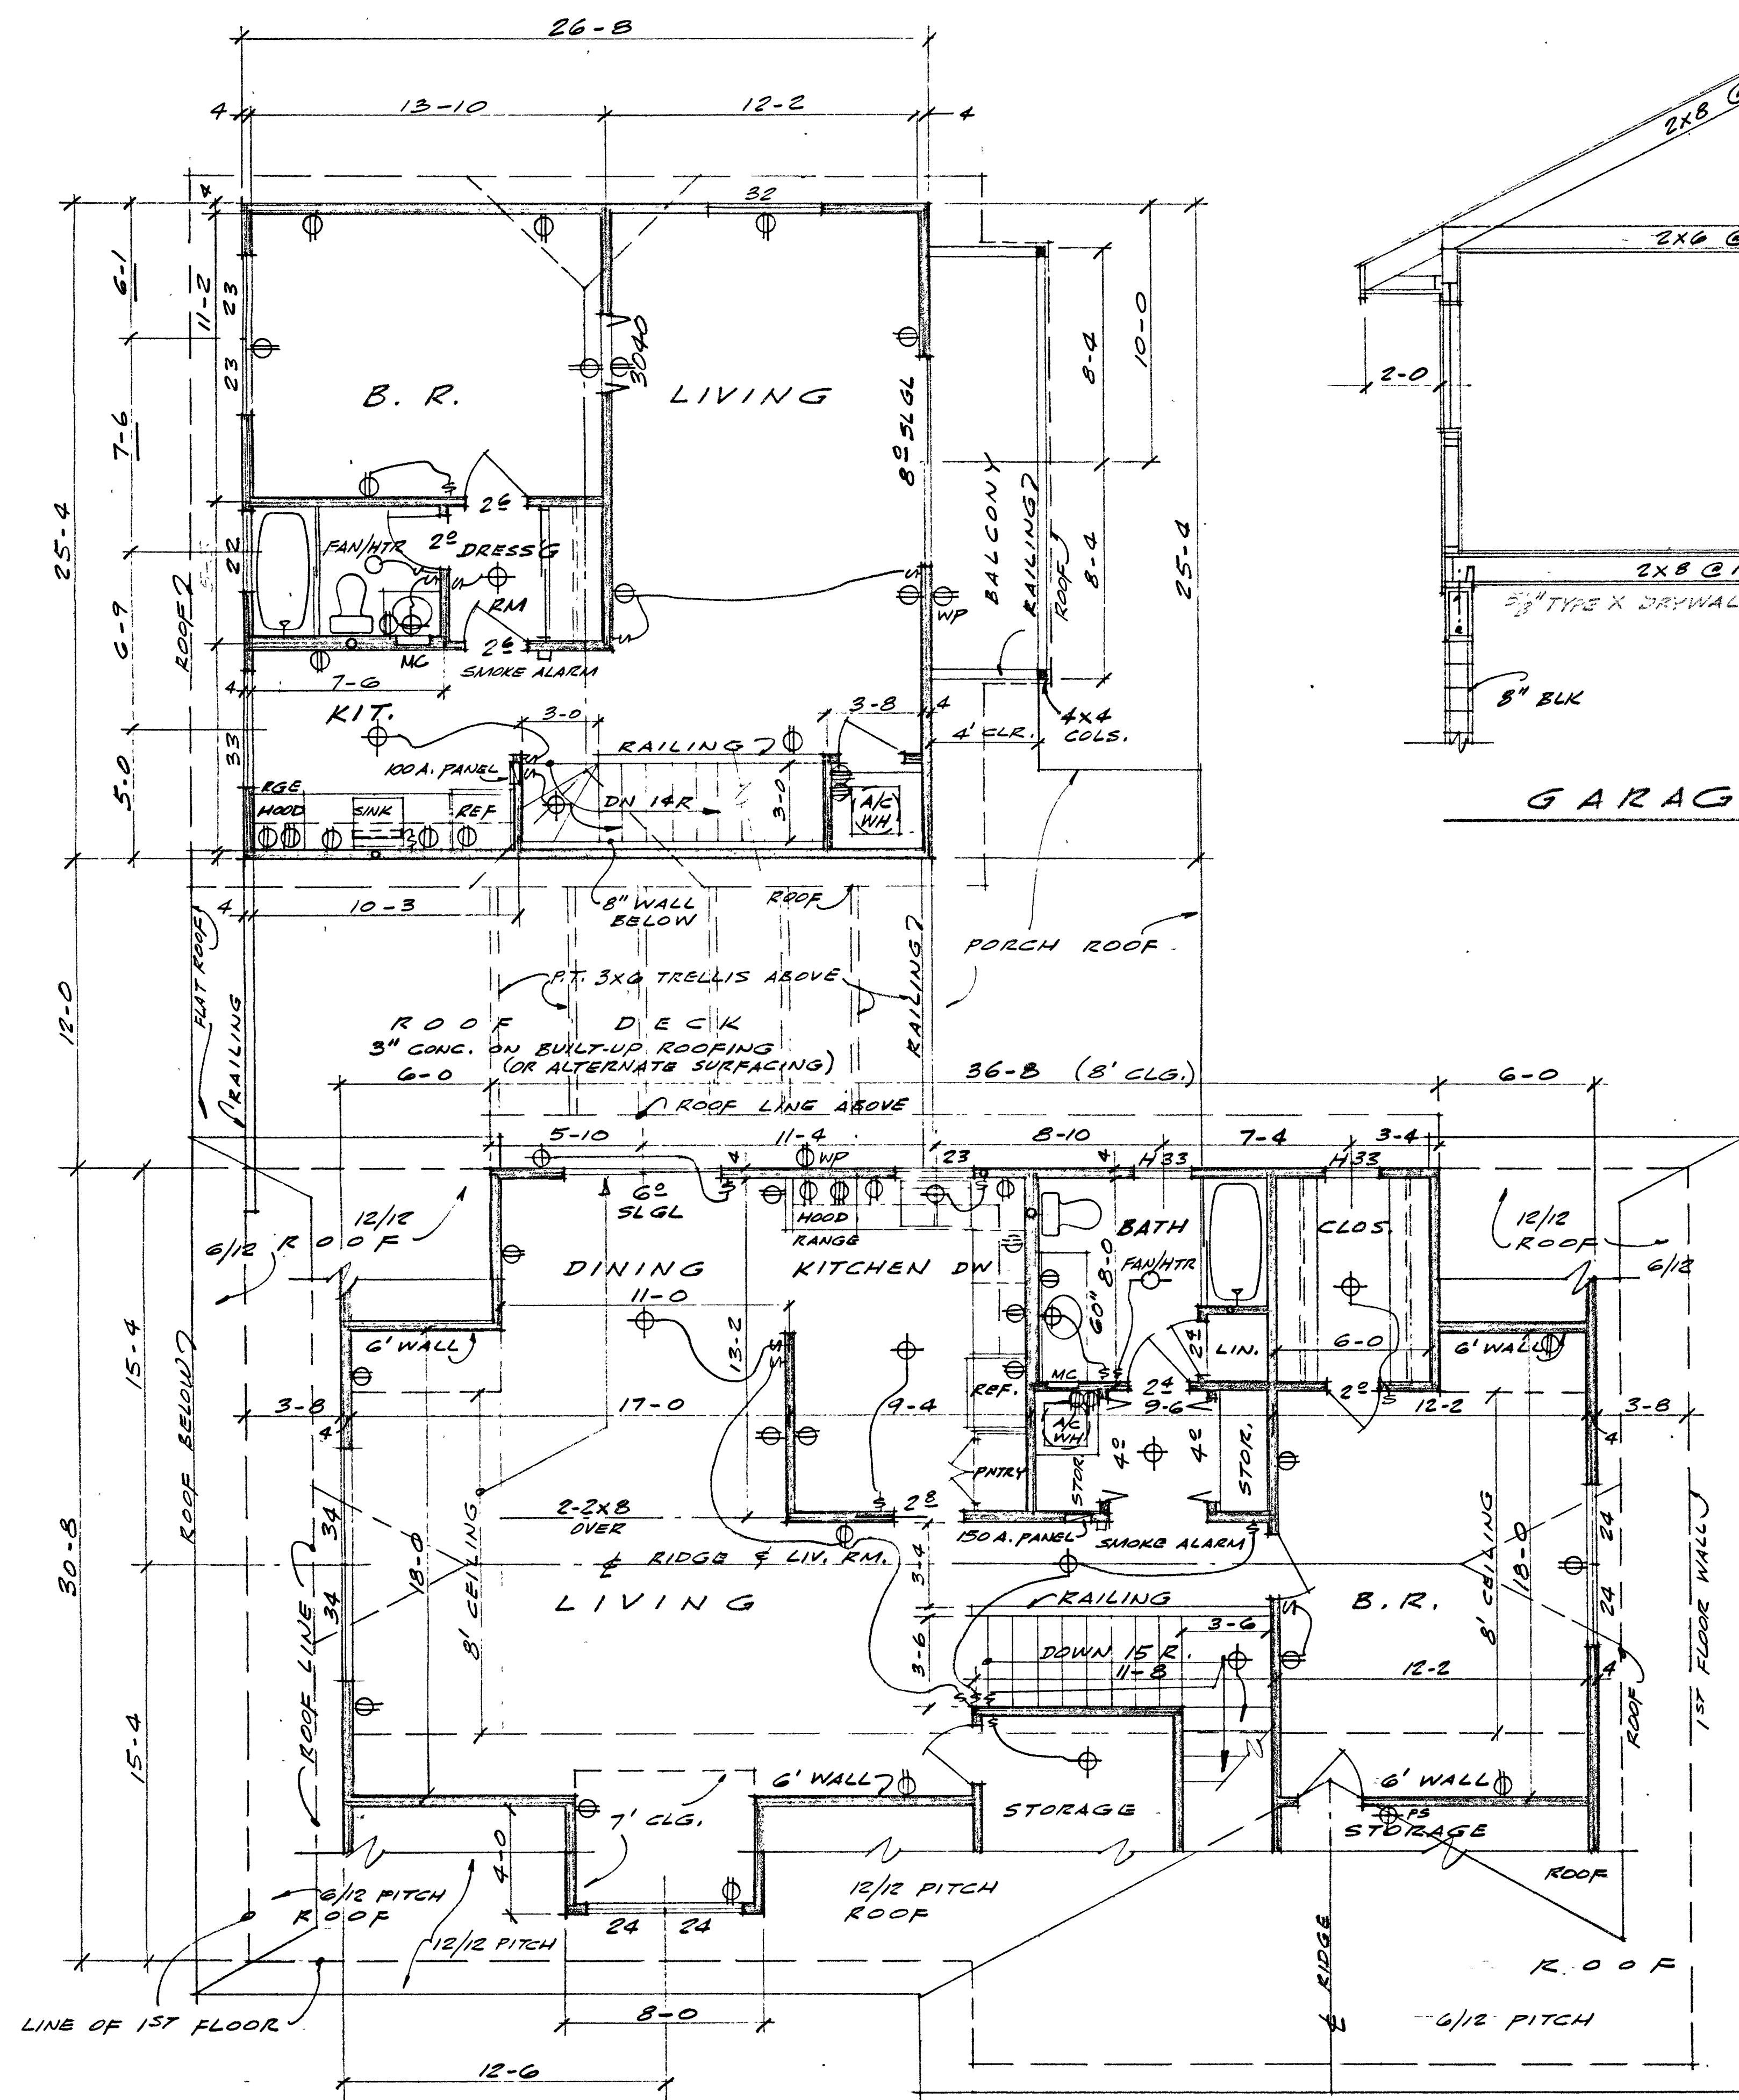 26-8
4 13-10 12-2 4
2x8 @
4 32
2x6 @
6-1 11-2 23
10-0
3040
8-4
23 2-0
B. R. LIVING
8⁰ SLGL
7-6
BALCONY
RAILING
ROOF
25-4
2⁶
22 FAN/HTR 2⁰ DRESS'G
RM
8-4
25-4
2x8 @ 1
5/8" TYPE X DRYWAL
6-9
ROOF
WP
MC 2⁶
SMOKE ALARM
4 7-6
KIT.
3-0 3-8 4
8" BLK
4' CLR.
4x4
COLS.
33
RAILING
100 A. PANEL
5-0
RGE
HOOD SINK REF
DN 14R
3-0
A/C
WH
GARAG
4 10-3
8" WALL
BELOW
ROOF
PORCH ROOF
FLAT ROOF
RAILING
P.T. 3x6 TRELLIS ABOVE
RAILING
12-0
ROOF DECK
3" CONC. ON BUILT-UP ROOFING
(OR ALTERNATE SURFACING)
6-0 36-8 (8' CLG.) 6-0
ROOF LINE ABOVE
5-10 11-4 8-10 7-4 3-4
4 WP 23 4 H33 H33
6⁰
SLGL
HOOD
RANGE
BATH CLOS.
12/12
6/12 ROOF
12/12
ROOF
6/12
DINING KITCHEN DW
FAN/HTR
60" 8-0
11-0
6' WALL
13-2
24 LIN. 6-0 6' WALL
15-4
ROOF BELOW
REF. MC 2⁴ 2⁰
3-8 17-0 9-4 9-6 12-2 3-8
4 4
A/C
WH
4⁰ 4⁰
STOR. STOR.
PNTRY
2-2x8
OVER
2⁸
150 A. PANEL SMOKE ALARM
34 24
30-8
18-0
8' CEILING
℄ RIDGE & LIV. RM.
3-4
8' CEILING
18-0
1ST FLOOR WALL
LIVING
RAILING
B.R.
34 24
ROOF LINE
3-6 3-6
DOWN 15 R.
11-8 12-2 4
ROOF
15-4
6' WALL 6' WALL
7' CLG.
STORAGE
PS
STORAGE
4-0
ROOF
6/12 PITCH
ROOF
12/12 PITCH
ROOF
24 24
12/12 PITCH
℄ RIDGE
ROOF
LINE OF 1ST FLOOR
8-0
6/12 PITCH
12-6